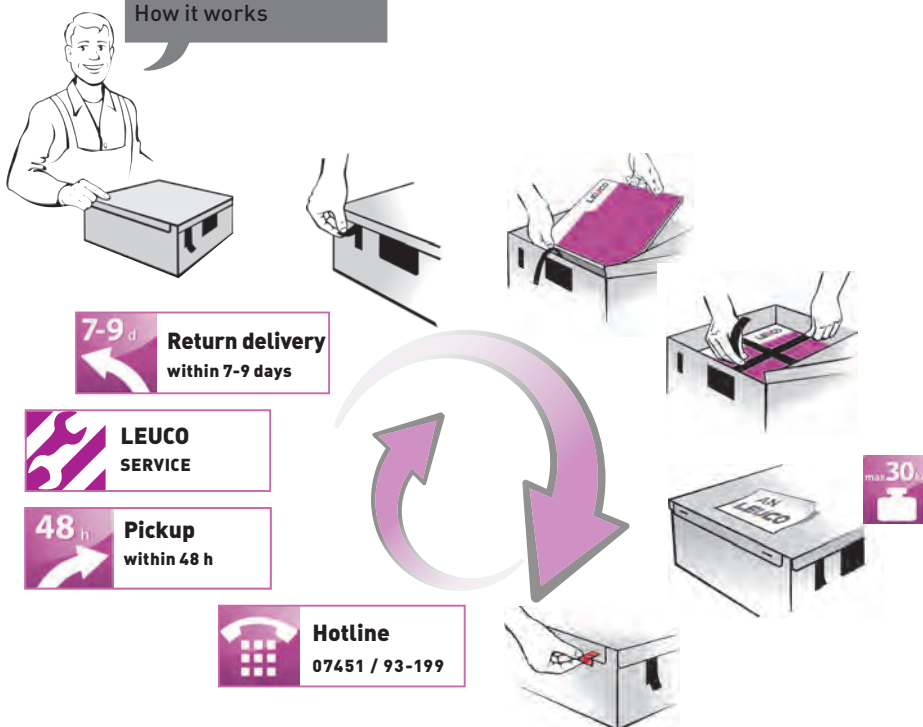 How it works
LEUCO
LEUCO
AN
LEUCO
max 30
Hotline
07451 / 93-199
48 h
Pickup
within 48 h
LEUCO
SERVICE
7-9 d
Return delivery
within 7-9 days